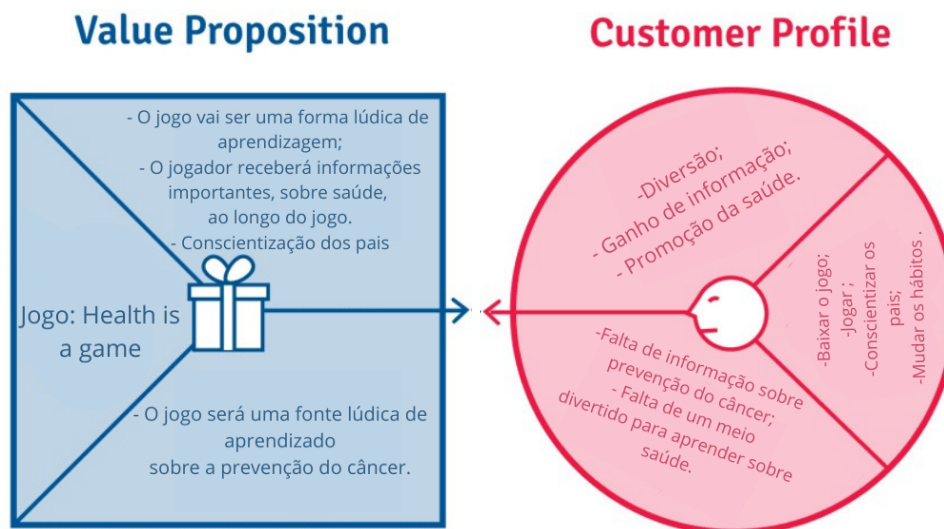 Value Proposition
- O jogo vai ser uma forma lúdica de
aprendizagem;
- O jogador receberá informações
importantes, sobre saúde,
ao longo do jogo.
- Conscientização dos pais
Jogo: Health is
a game
- O jogo será uma fonte lúdica de
aprendizado
sobre a prevenção do câncer.
Customer Profile
-Diversão;
- Ganho de informação;
- Promoção da saúde.
-Baixar o jogo;
-Jogar ;
-Conscientizar os
pais;
-Mudar os hábitos .
-Falta de informação sobre
prevenção do câncer;
- Falta de um meio
divertido para aprender sobre
saúde.